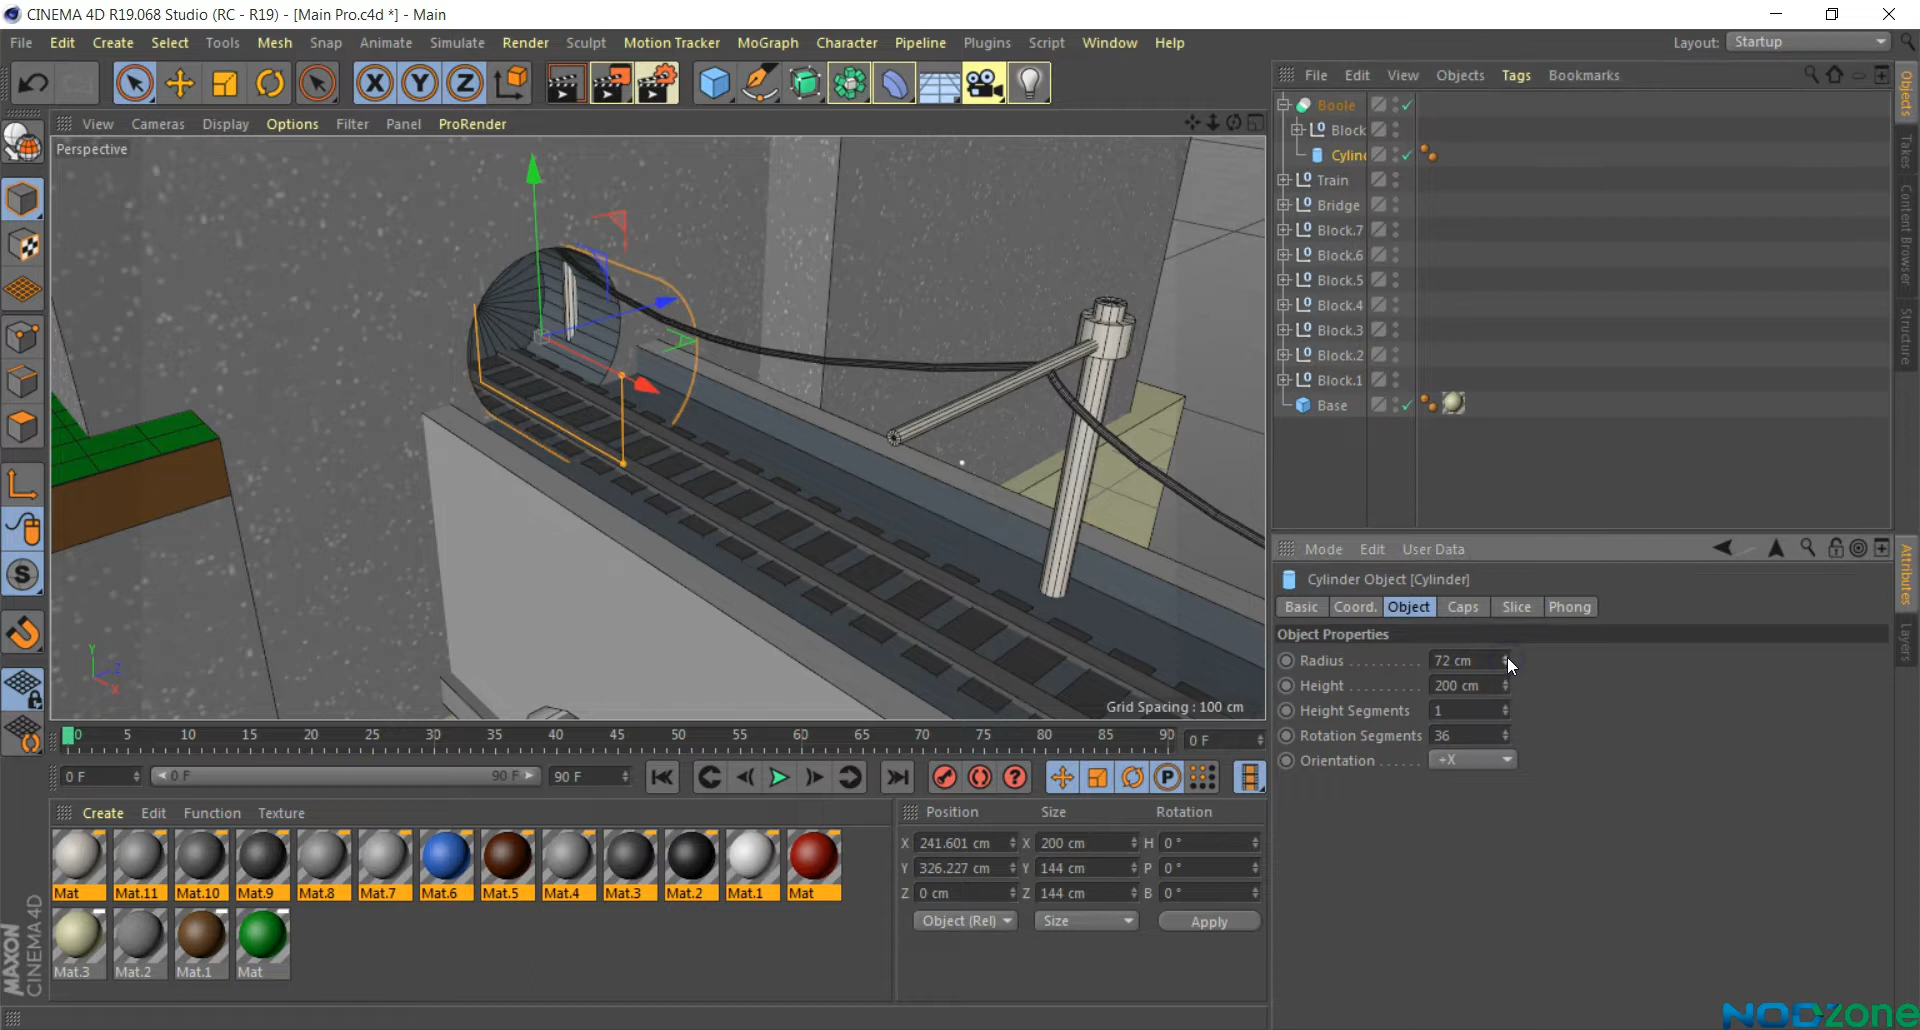 CINEMA 4D R19.068 Studio (RC - R19) - [Main Pro.c4d *] - Main
File Edit Create Select Tools Mesh Snap Animate Simulate Render Sculpt Motion Tracker MoGraph Character Pipeline Plugins Script Window Help Layout: Startup
X Y Z
File Edit View Objects Tags Bookmarks
View Cameras Display Options Filter Panel ProRender
Perspective
Boole
Block
Cylind
Train
Bridge
Block.7
Block.6
Block.5
Block.4
Block.3
Block.2
Block.1
Base
Objects
Takes
Content Browser
Structure
Y
Z
X
Grid Spacing : 100 cm
Mode Edit User Data
Cylinder Object [Cylinder]
Basic Coord. Object Caps Slice Phong
Object Properties
Radius . . . . . . . . . . 72 cm
Height . . . . . . . . . . 200 cm
Height Segments 1
Rotation Segments 36
Orientation . . . . . . +X
Attributes
Layers
0 5 10 15 20 25 30 35 40 45 50 55 60 65 70 75 80 85 90 0 F
0 F 0 F 90 F 90 F
Create Edit Function Texture
Mat Mat.11 Mat.10 Mat.9 Mat.8 Mat.7 Mat.6 Mat.5 Mat.4 Mat.3 Mat.2 Mat.1 Mat
Mat.3 Mat.2 Mat.1 Mat
Position Size Rotation
X 241.601 cm X 200 cm H 0 °
Y 326.227 cm Y 144 cm P 0 °
Z 0 cm Z 144 cm B 0 °
Object (Rel) Size Apply
MAXON
CINEMA 4D
NODZone